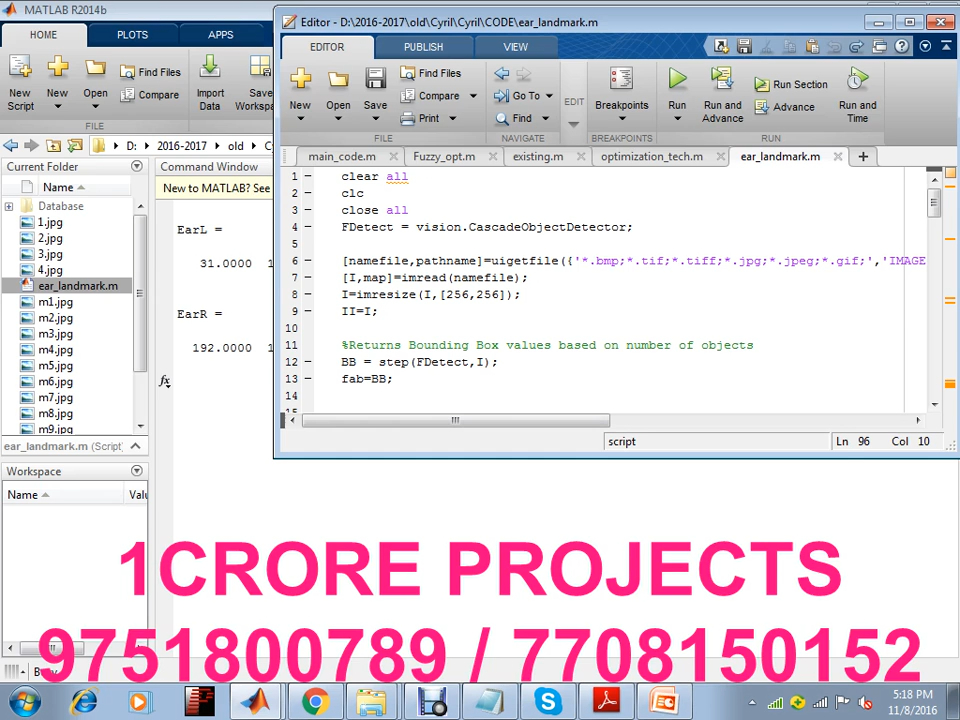 MATLAB R2014b
HOME
PLOTS
APPS
New Script
New
Open
Find Files
Compare
Import Data
Save
Workspa
FILE
D: ▸ 2016-2017 ▸ old ▸ Cy
Current Folder
Name
Database
1.jpg
2.jpg
3.jpg
4.jpg
ear_landmark.m
m1.jpg
m2.jpg
m3.jpg
m4.jpg
m5.jpg
m6.jpg
m7.jpg
m8.jpg
m9.jpg
ear_landmark.m (Script)
Workspace
Name
Valu
Command Window
New to MATLAB? See
EarL =
31.0000 1
EarR =
192.0000 1
fx
Editor - D:\2016-2017\old\Cyril\Cyril\CODE\ear_landmark.m
EDITOR
PUBLISH
VIEW
New
Open
Save
Find Files
Compare
Print
FILE
Go To
Find
NAVIGATE
EDIT
Breakpoints
BREAKPOINTS
Run
Run and Advance
Run Section
Advance
Run and Time
RUN
main_code.m
Fuzzy_opt.m
existing.m
optimization_tech.m
ear_landmark.m
1 – clear all
2 – clc
3 – close all
4 – FDetect = vision.CascadeObjectDetector;
5
6 – [namefile,pathname]=uigetfile({'*.bmp;*.tif;*.tiff;*.jpg;*.jpeg;*.gif;','IMAGE
7 – [I,map]=imread(namefile);
8 – I=imresize(I,[256,256]);
9 – II=I;
10
11 %Returns Bounding Box values based on number of objects
12 – BB = step(FDetect,I);
13 – fab=BB;
14
15
script
Ln 96 Col 10
1CRORE PROJECTS
9751800789 / 7708150152
5:18 PM
11/8/2016